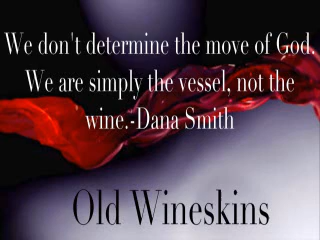 We don't determine the move of God.
We are simply the vessel, not the
wine.-Dana Smith
Old Wineskins